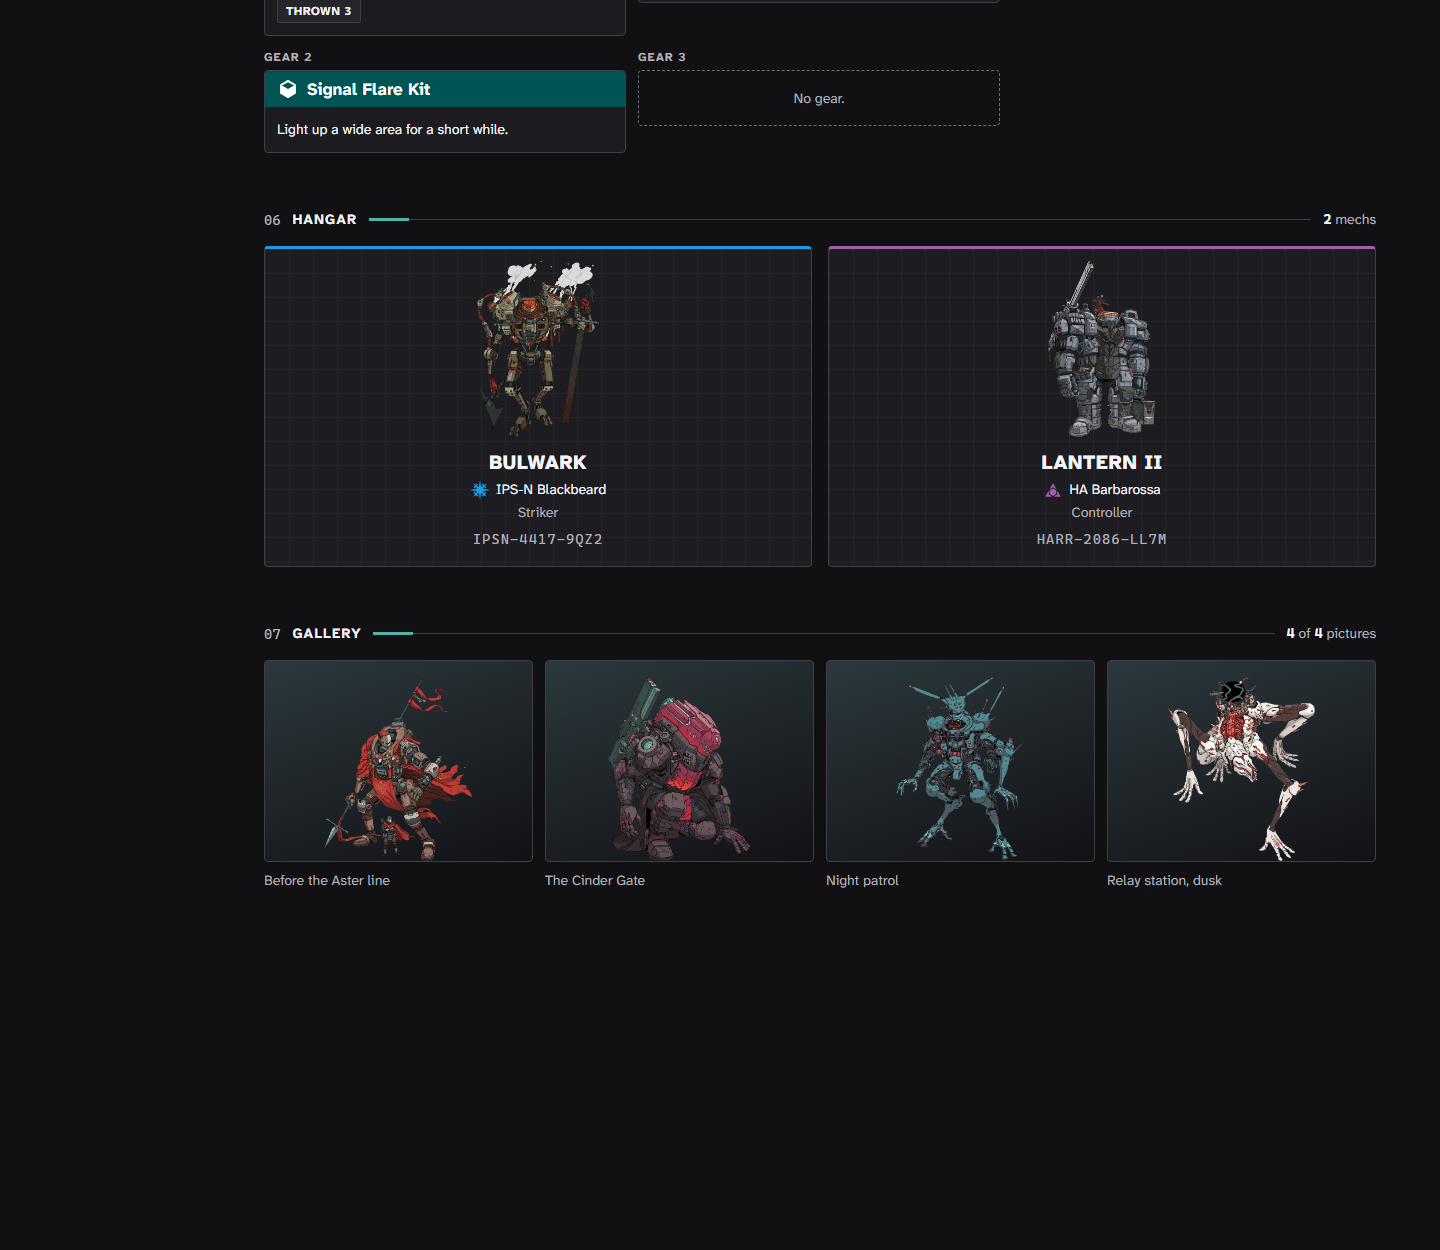 THROWN 3
GEAR 2
GEAR 3
Signal Flare Kit
No gear.
Light up a wide area for a short while.
06 HANGAR
2 mechs
BULWARK
IPS-N Blackbeard
Striker
IPSN-4417-9QZ2
LANTERN II
HA Barbarossa
Controller
HARR-2086-LL7M
07 GALLERY
4 of 4 pictures
Before the Aster line
The Cinder Gate
Night patrol
Relay station, dusk